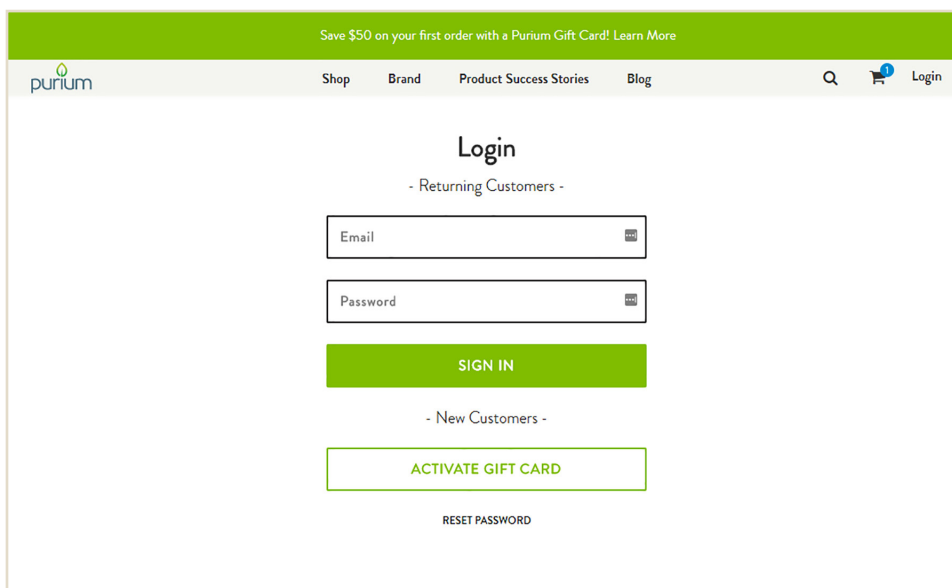 Save $50 on your first order with a Purium Gift Card! Learn More
purium
Shop Brand Product Success Stories Blog 1 Login
Login
- Returning Customers -
Email
Password
SIGN IN
- New Customers -
ACTIVATE GIFT CARD
RESET PASSWORD